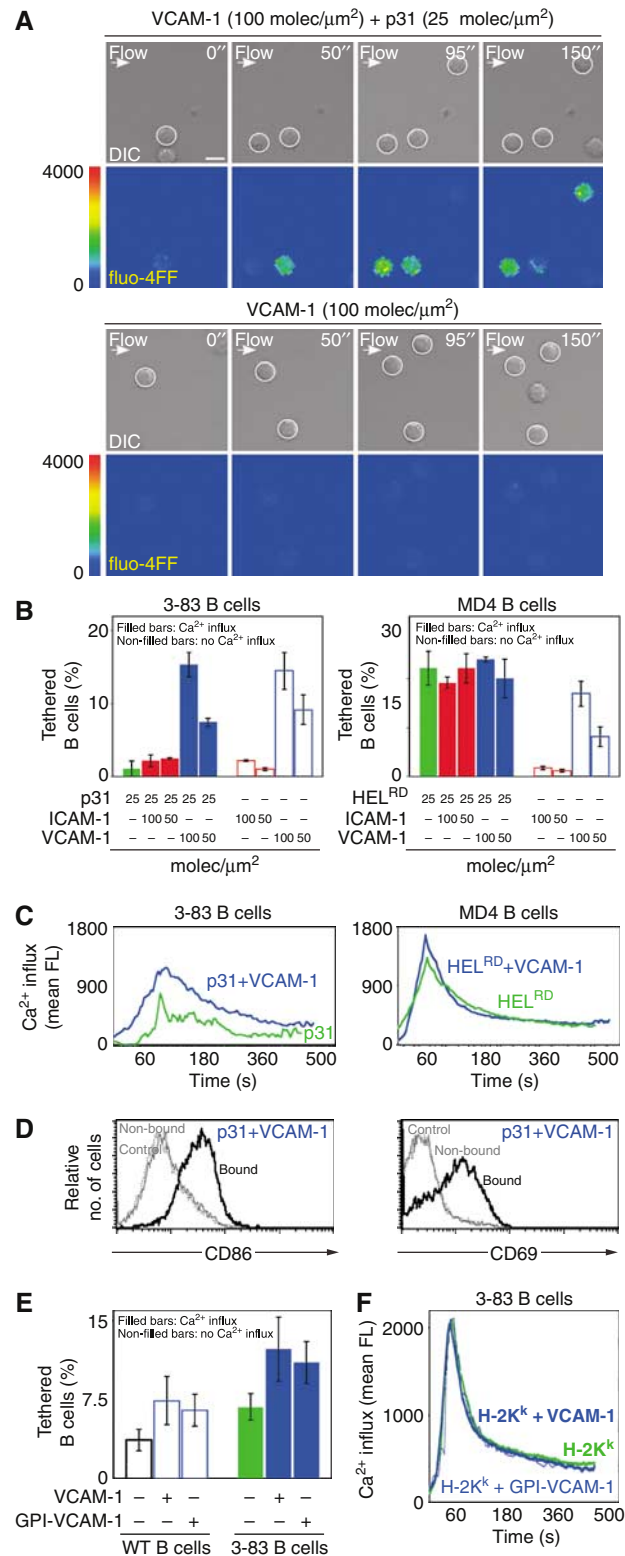 A
VCAM-1 (100 molec/μm²) + p31 (25 molec/μm²)
Flow 0″
Flow 50″
Flow 95″
Flow 150″
DIC
4000
0
fluo-4FF
VCAM-1 (100 molec/μm²)
Flow 0″
Flow 50″
Flow 95″
Flow 150″
DIC
4000
0
fluo-4FF
B
3-83 B cells
Filled bars: Ca²⁺ influx
Non-filled bars: no Ca²⁺ influx
Tethered B cells (%)
20
10
0
p31 25 25 25 25 25 – – – –
ICAM-1 – 100 50 – – 100 50 – –
VCAM-1 – – – 100 50 – – 100 50
molec/μm²
MD4 B cells
Filled bars: Ca²⁺ influx
Non-filled bars: no Ca²⁺ influx
Tethered B cells (%)
30
15
0
HELᴿᴰ 25 25 25 25 25 – – – –
ICAM-1 – 100 50 – – 100 50 – –
VCAM-1 – – – 100 50 – – 100 50
molec/μm²
C
3-83 B cells
Ca²⁺ influx (mean FL)
1800
900
0
p31+VCAM-1
p31
60 180 360 500
Time (s)
MD4 B cells
1800
900
0
HELᴿᴰ+VCAM-1
HELᴿᴰ
60 180 360 500
Time (s)
D
Relative no. of cells
Non-bound
Control
p31+VCAM-1
Bound
CD86
Control
Non-bound
p31+VCAM-1
Bound
CD69
E
Filled bars: Ca²⁺ influx
Non-filled bars: no Ca²⁺ influx
Tethered B cells (%)
15
7.5
0
VCAM-1 – + – – + –
GPI-VCAM-1 – – + – – +
WT B cells
3-83 B cells
F
3-83 B cells
Ca²⁺ influx (mean FL)
2000
1000
0
H-2Kᵏ + VCAM-1
H-2Kᵏ
H-2Kᵏ + GPI-VCAM-1
60 180 360 500
Time (s)